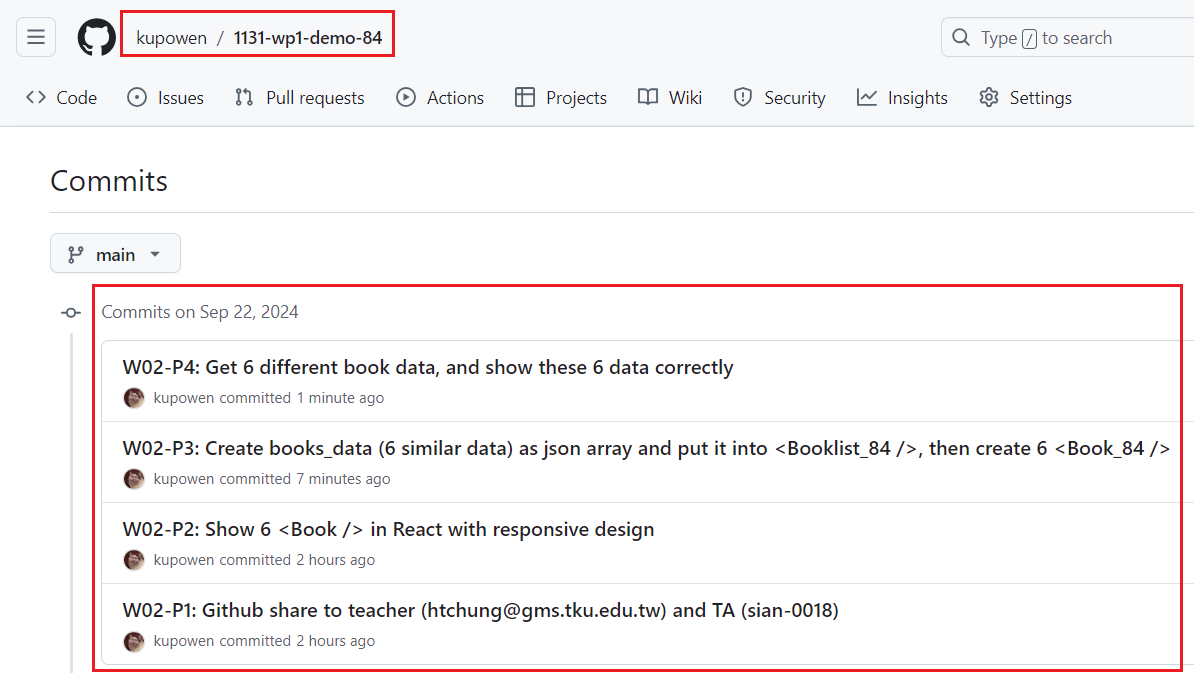 kupowen / 1131-wp1-demo-84
Type / to search
Code Issues Pull requests Actions Projects Wiki Security Insights Settings
Commits
main
Commits on Sep 22, 2024
W02-P4: Get 6 different book data, and show these 6 data correctly
kupowen committed 1 minute ago
W02-P3: Create books_data (6 similar data) as json array and put it into <Booklist_84 />, then create 6 <Book_84 />
kupowen committed 7 minutes ago
W02-P2: Show 6 <Book /> in React with responsive design
kupowen committed 2 hours ago
W02-P1: Github share to teacher (htchung@gms.tku.edu.tw) and TA (sian-0018)
kupowen committed 2 hours ago